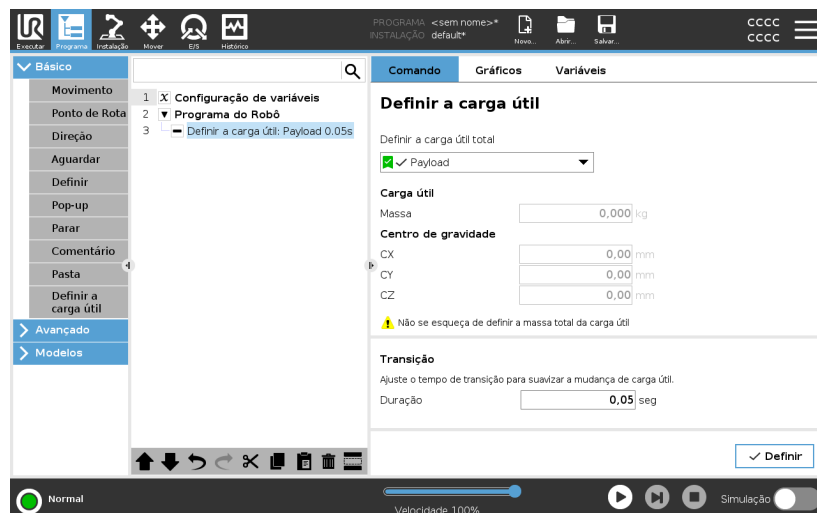 UR
Executar
Programa
Instalação
Mover
E/S
Histórico
PROGRAMA <sem nome>*
INSTALAÇÃO default*
Novo...
Abrir...
Salvar...
CCCC
CCCC
Básico
Movimento
Ponto de Rota
Direção
Aguardar
Definir
Pop-up
Parar
Comentário
Pasta
Definir a
carga útil
Avançado
Modelos
1 X Configuração de variáveis
2 Programa do Robô
3 Definir a carga útil: Payload 0.05s
Comando
Gráficos
Variáveis
Definir a carga útil
Definir a carga útil total
Payload
Carga útil
Massa 0,000 kg
Centro de gravidade
CX 0,00 mm
CY 0,00 mm
CZ 0,00 mm
Não se esqueça de definir a massa total da carga útil
Transição
Ajuste o tempo de transição para suavizar a mudança de carga útil.
Duração 0,05 seg
Definir
Normal
Velocidade 100%
Simulação